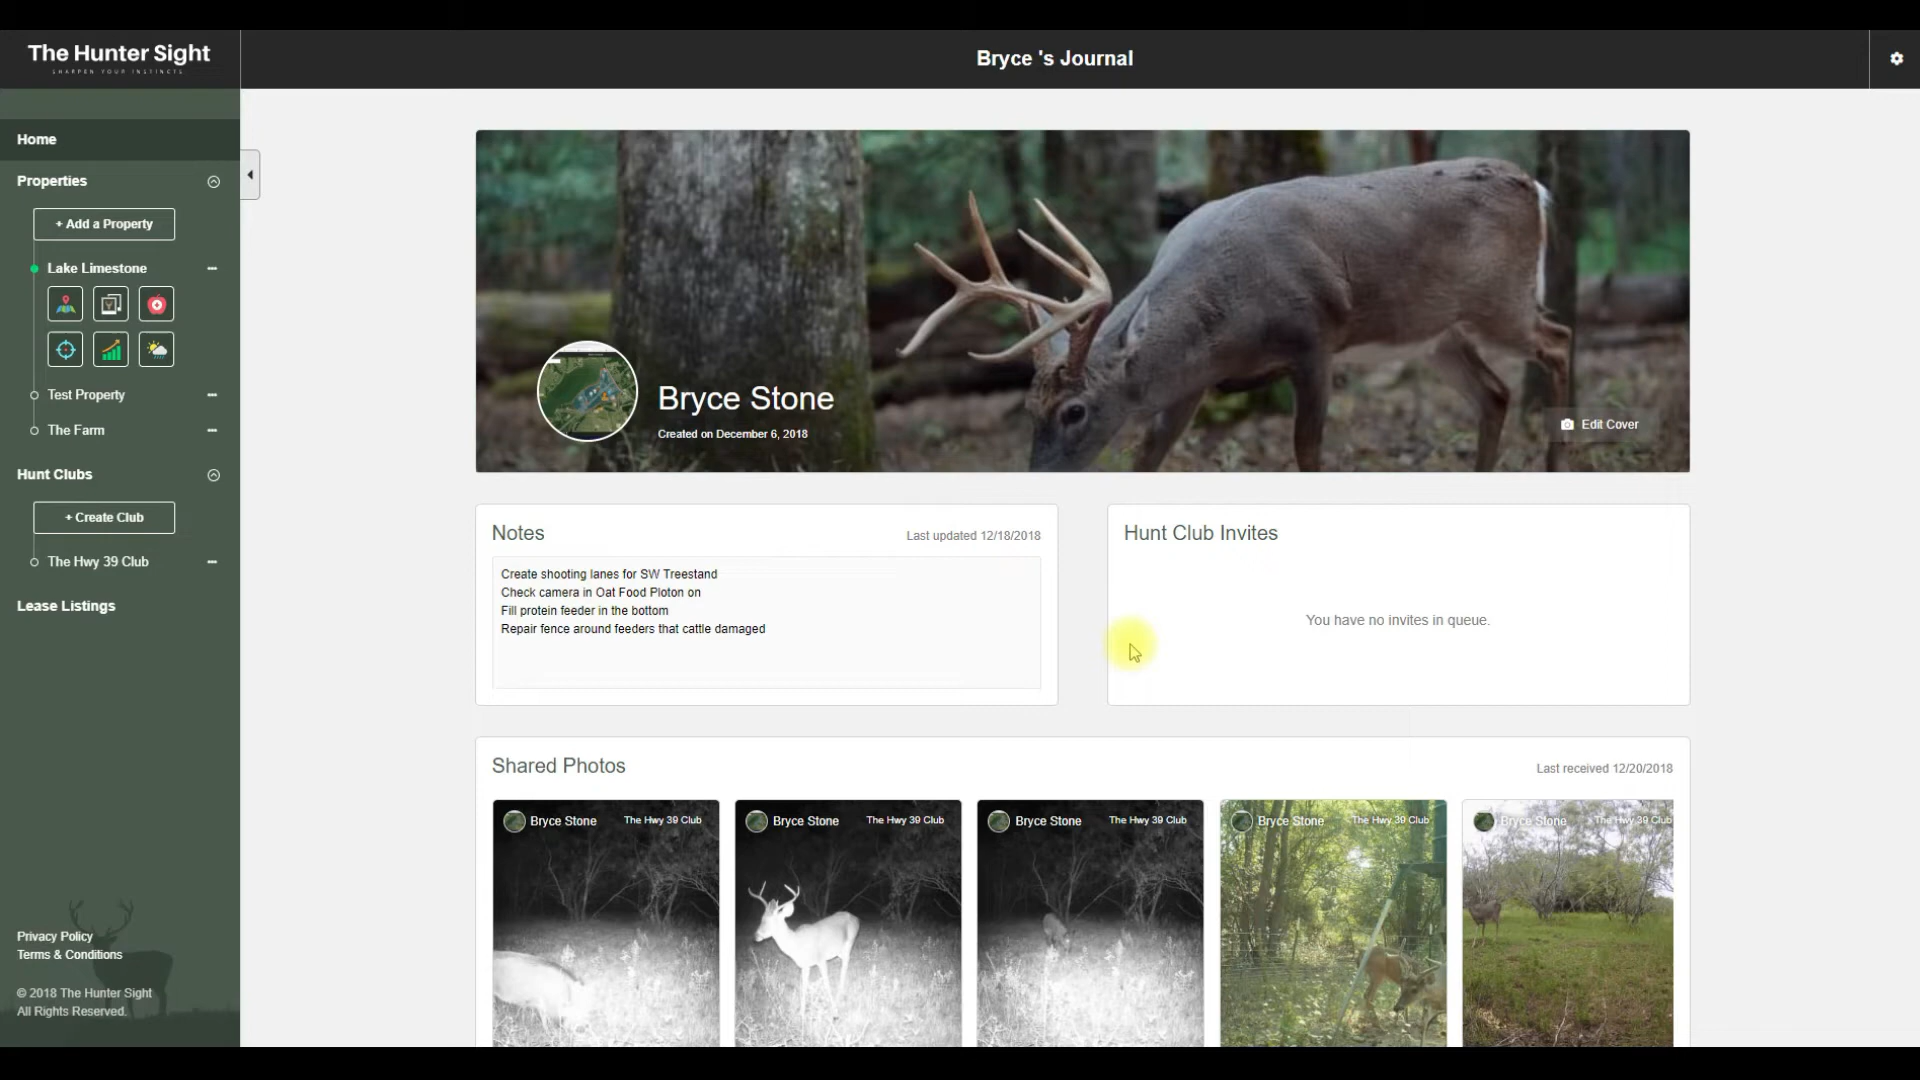 The Hunter Sight
SHARPEN YOUR INSTINCTS
Bryce 's Journal
Home
Properties
+ Add a Property
Lake Limestone
Test Property
The Farm
Hunt Clubs
+ Create Club
The Hwy 39 Club
Lease Listings
Privacy Policy
Terms & Conditions
© 2018 The Hunter Sight
All Rights Reserved.
Bryce Stone
Created on December 6, 2018
Edit Cover
Notes
Last updated 12/18/2018
Create shooting lanes for SW Treestand
Check camera in Oat Food Ploton on
Fill protein feeder in the bottom
Repair fence around feeders that cattle damaged
Hunt Club Invites
You have no invites in queue.
Shared Photos
Last received 12/20/2018
Bryce Stone The Hwy 39 Club
Bryce Stone The Hwy 39 Club
Bryce Stone The Hwy 39 Club
Bryce Stone The Hwy 39 Club
Bryce Stone The Hwy 39 Club